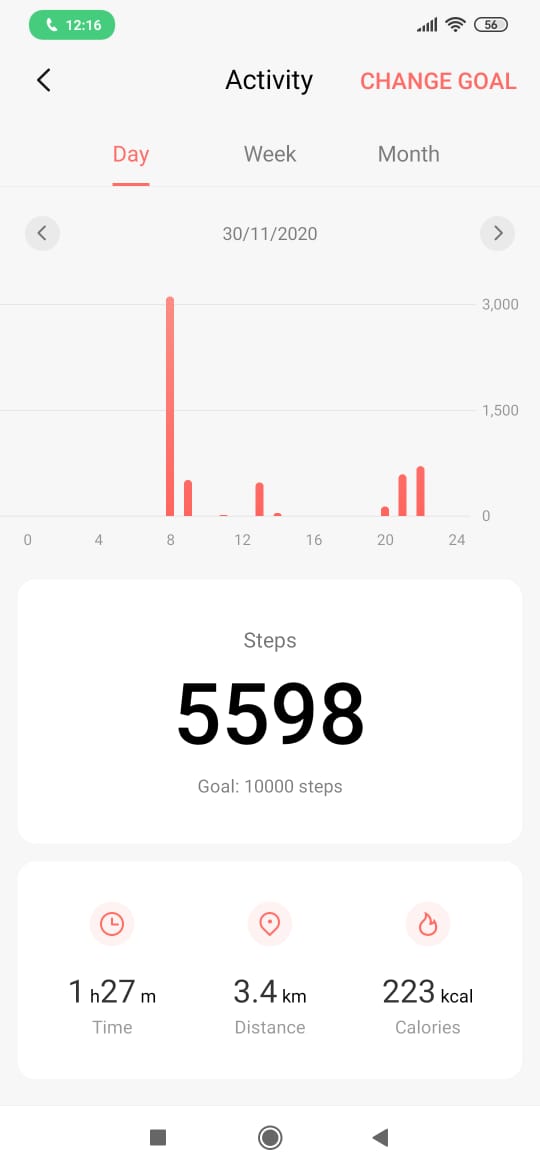 12:16
56
Activity
CHANGE GOAL
Day Week Month
30/11/2020
3,000
1,500
0
0 4 8 12 16 20 24
Steps
5598
Goal: 10000 steps
1 h27 m 3.4 km 223 kcal
Time Distance Calories